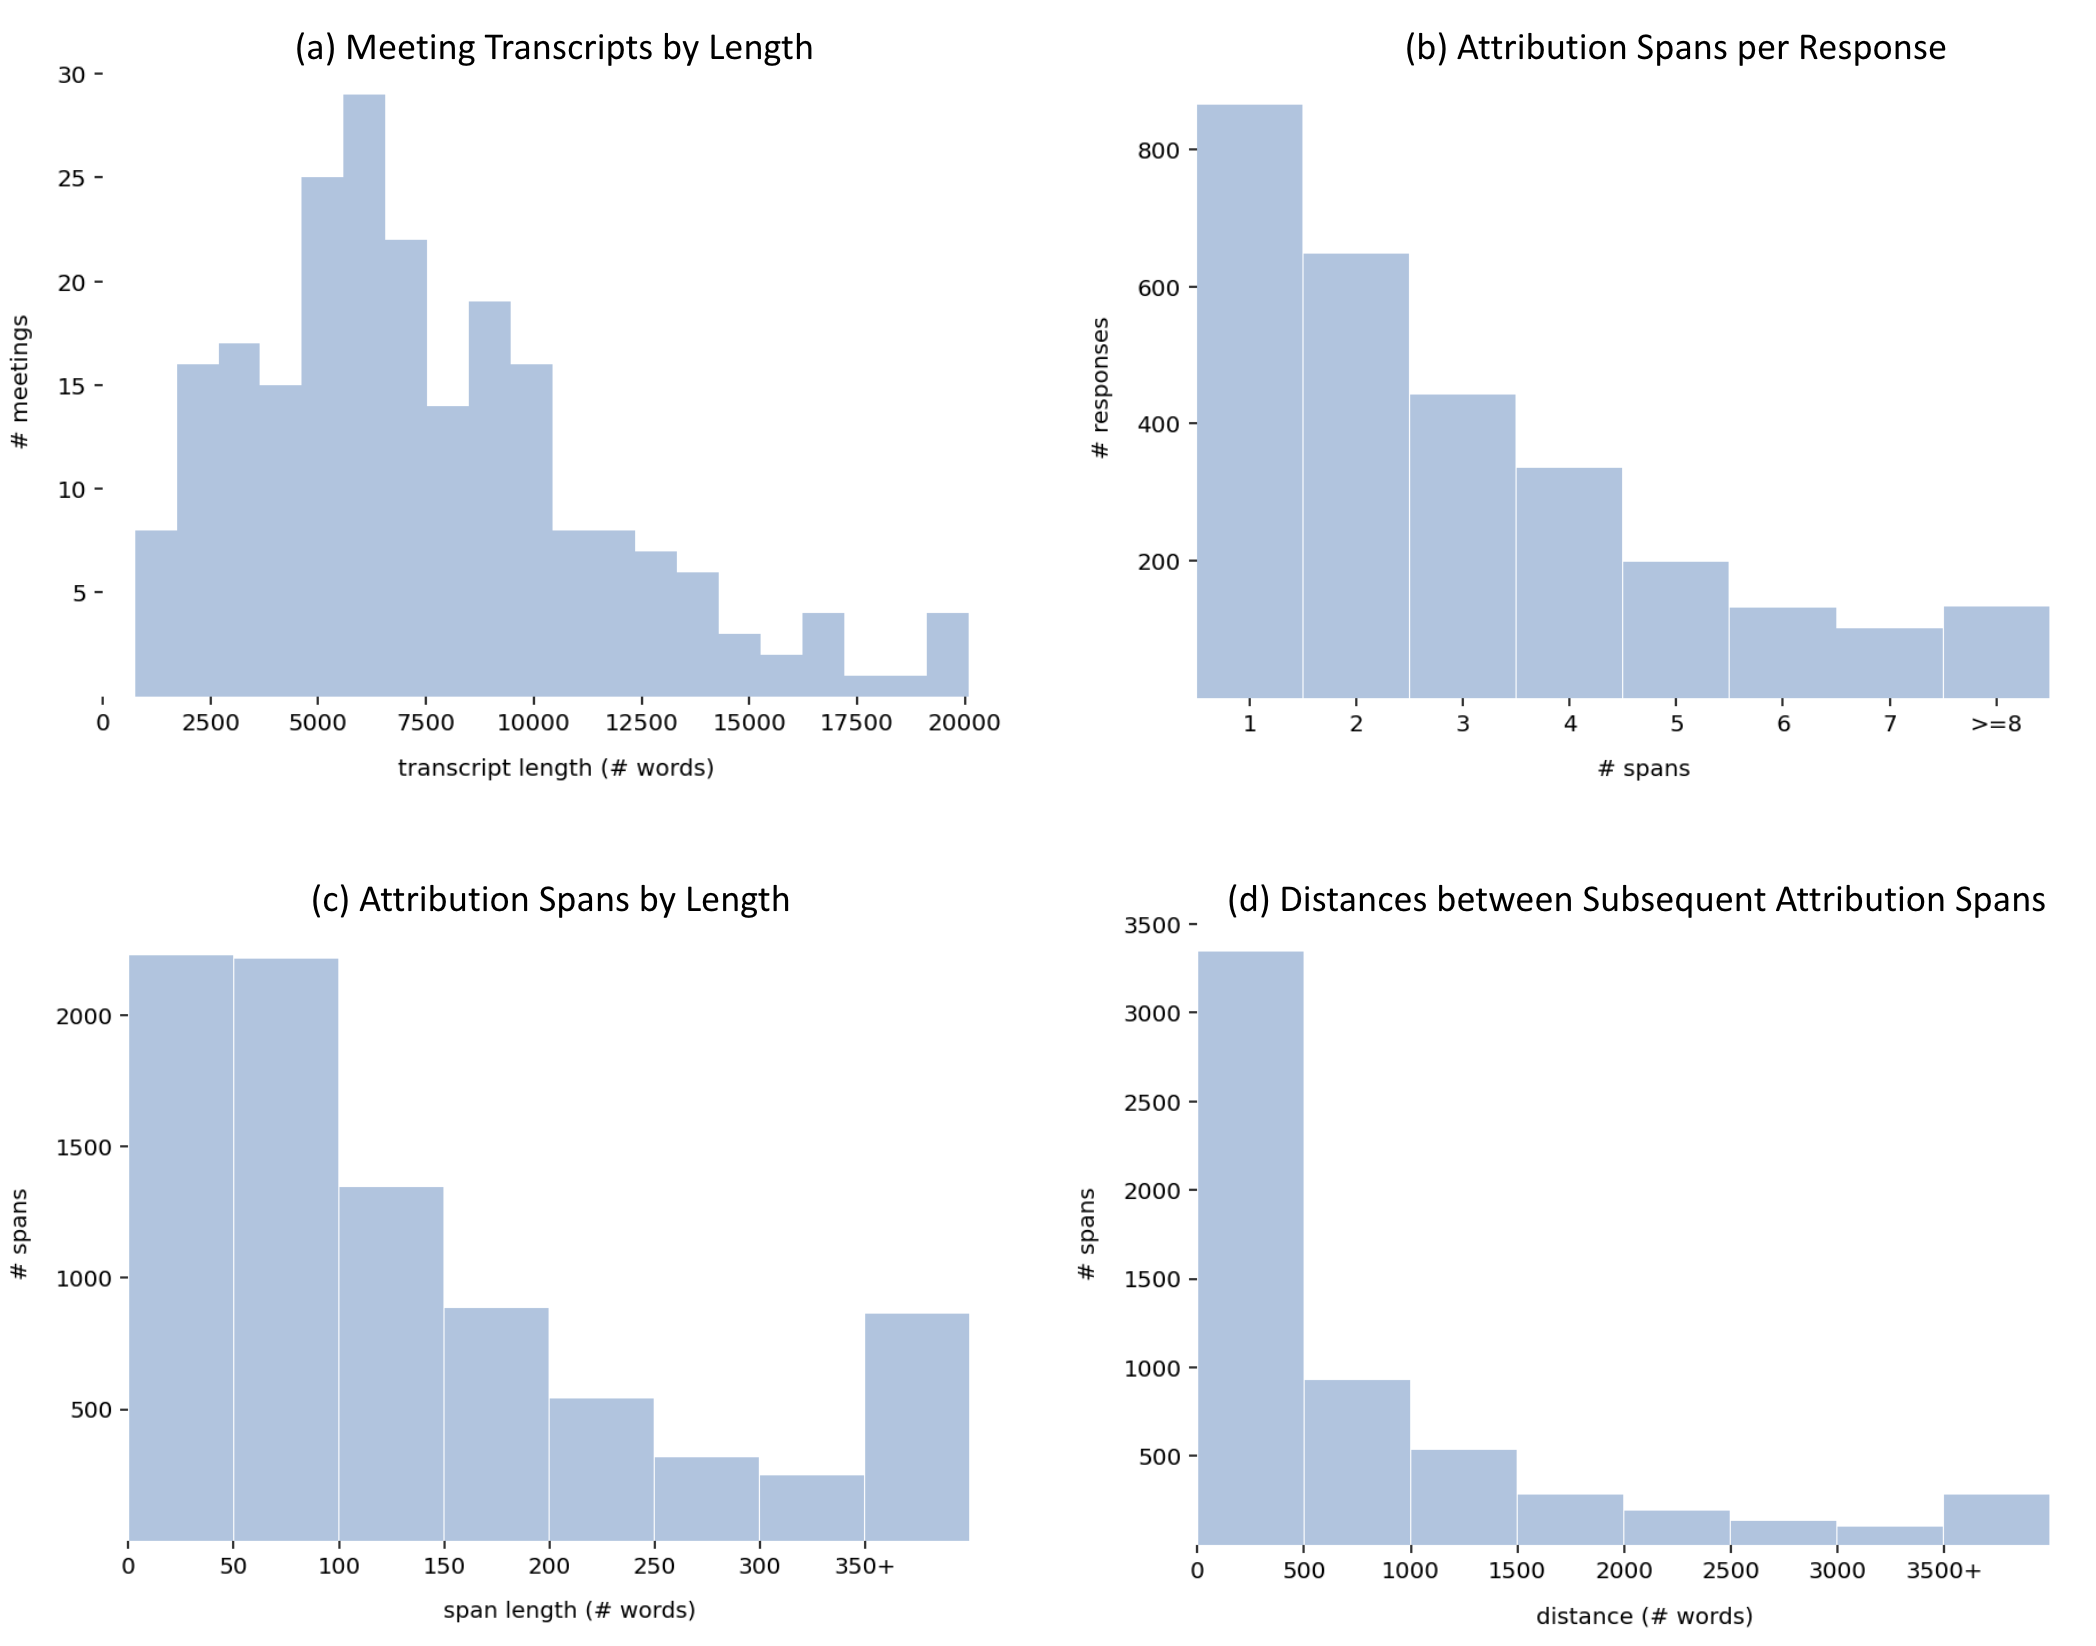 (a) Meeting Transcripts by Length
30
25
20
15
10
5
# meetings
0 2500 5000 7500 10000 12500 15000 17500 20000
transcript length (# words)
(b) Attribution Spans per Response
800
600
400
200
# responses
1 2 3 4 5 6 7 >=8
# spans
(c) Attribution Spans by Length
2000
1500
1000
500
# spans
0 50 100 150 200 250 300 350+
span length (# words)
(d) Distances between Subsequent Attribution Spans
3500
3000
2500
2000
1500
1000
500
# spans
0 500 1000 1500 2000 2500 3000 3500+
distance (# words)